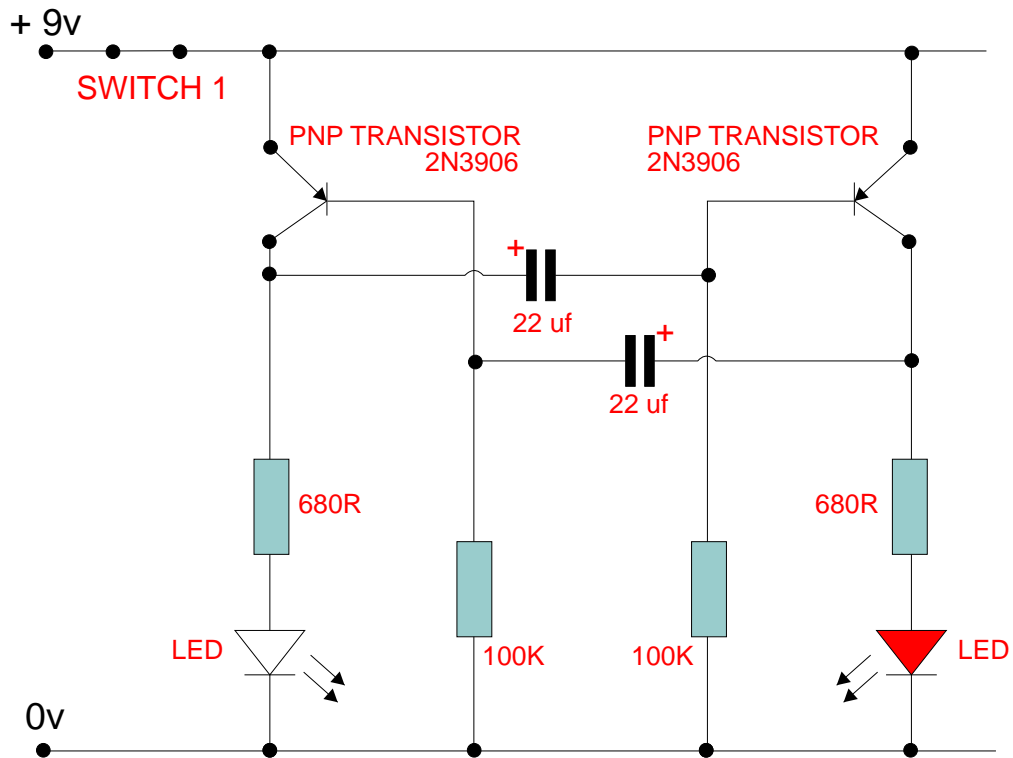 + 9v
SWITCH 1
PNP TRANSISTOR
2N3906
PNP TRANSISTOR
2N3906
+
22 uf
+
22 uf
680R
680R
LED
100K
100K
LED
0v